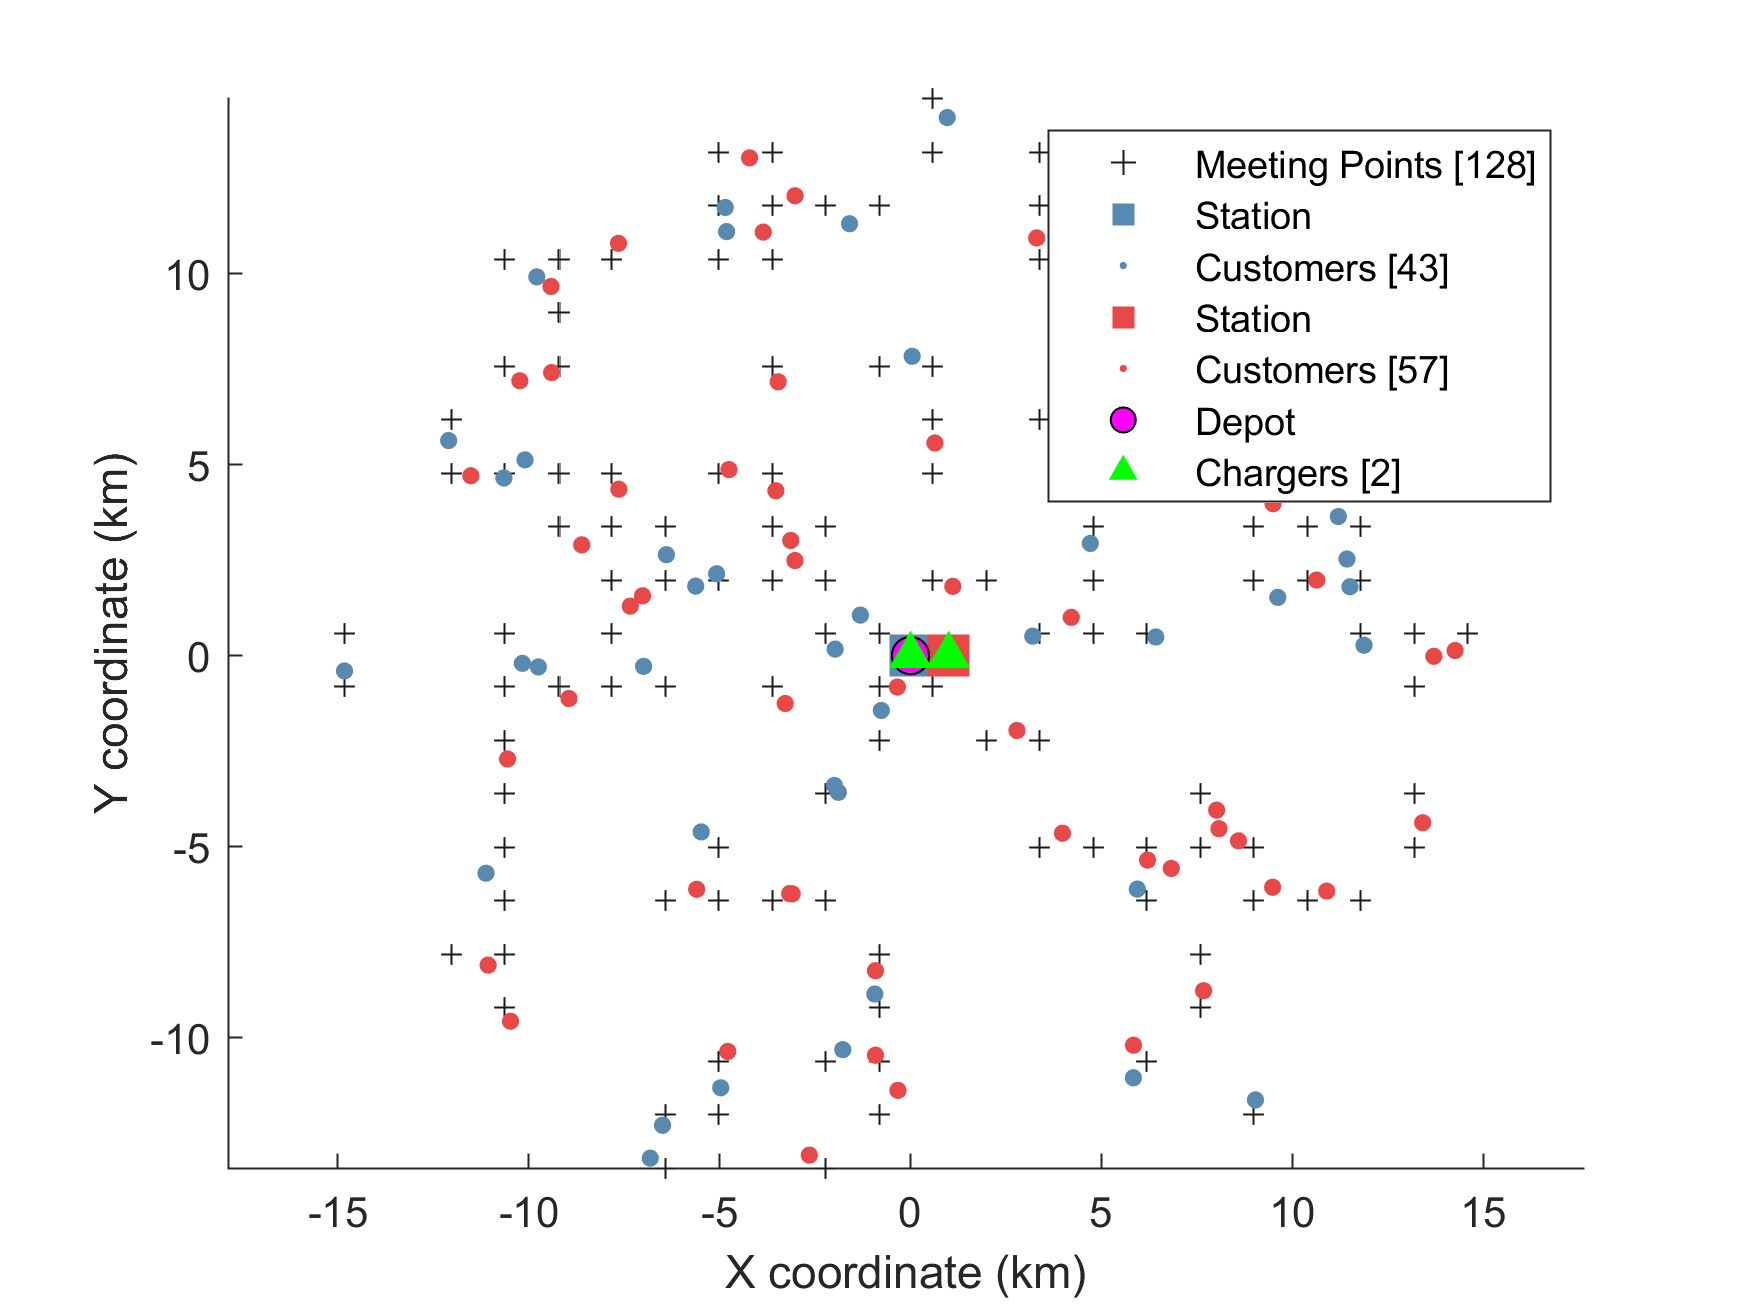 Meeting Points [128]
Station
Customers [43]
Station
Customers [57]
Depot
Chargers [2]
10
5
0
-5
-10
Y coordinate (km)
-15
-10
-5
0
5
10
15
X coordinate (km)